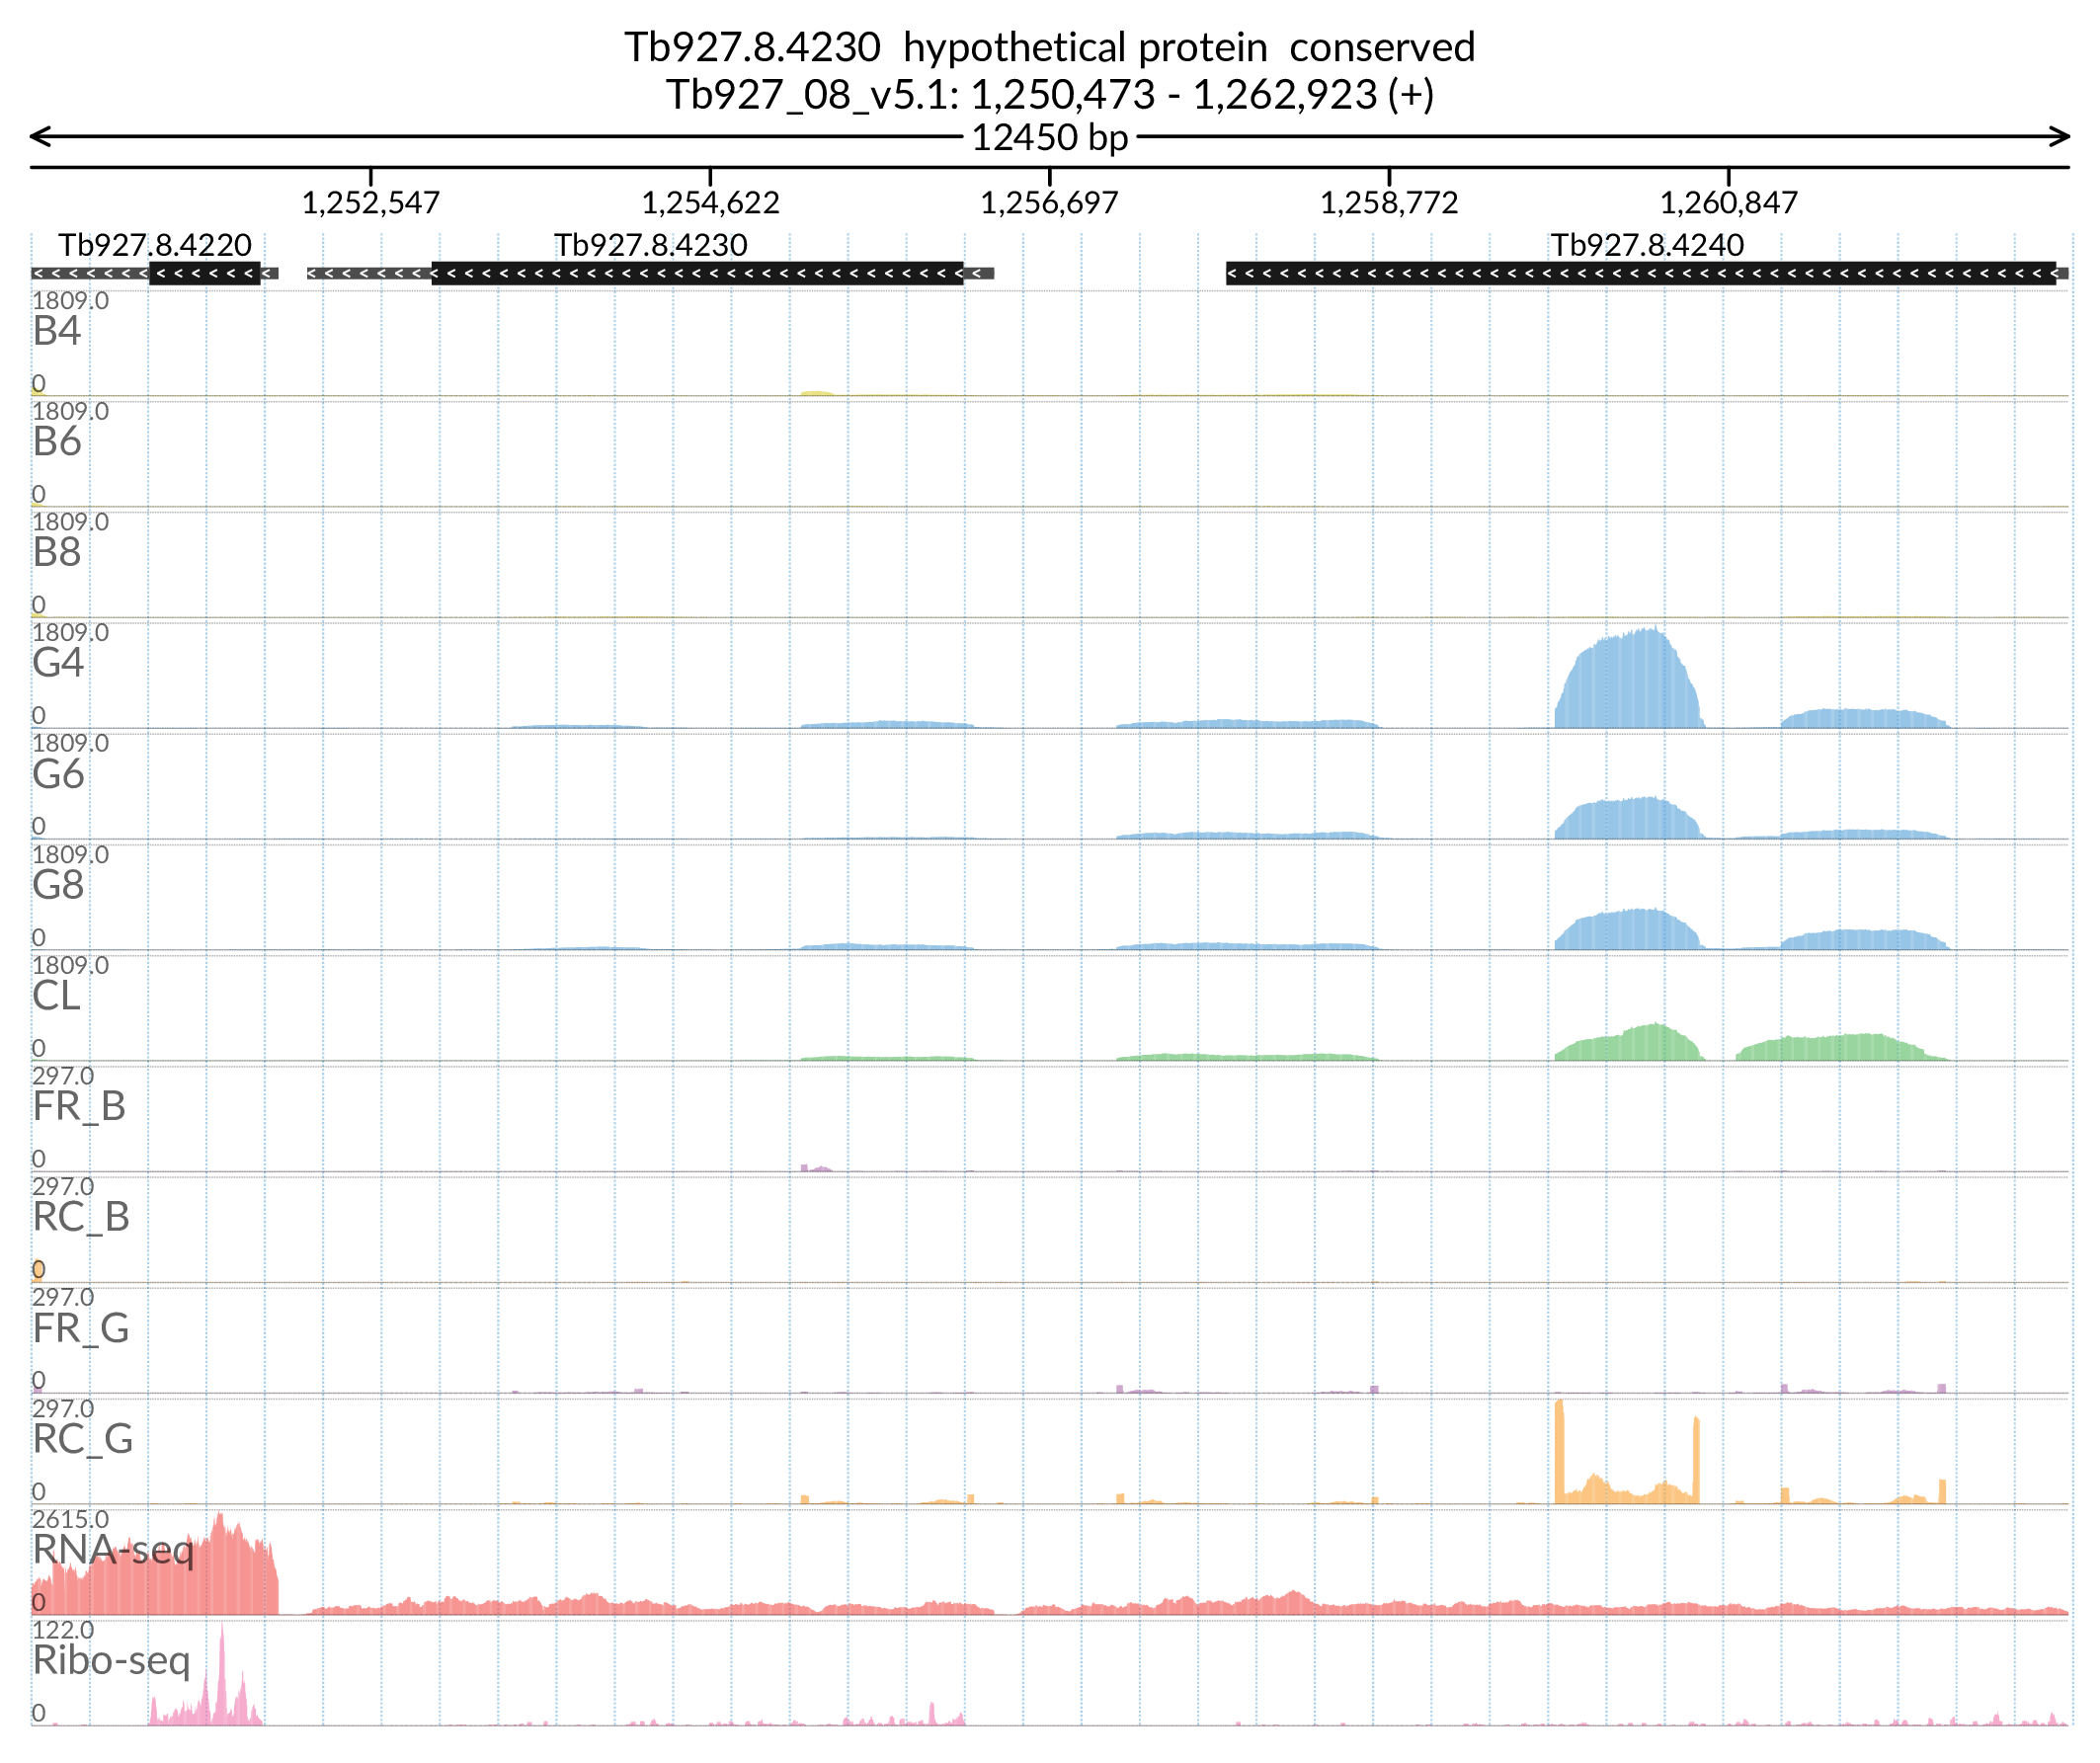 Tb927.8.4230 hypothetical protein conserved
Tb927_08_v5.1: 1,250,473 - 1,262,923 (+)
12450 bp
1,252,547 1,254,622 1,256,697 1,258,772 1,260,847
Tb927.8.4220 Tb927.8.4230 Tb927.8.4240
1809.0
B4
0
1809.0
B6
0
1809.0
B8
0
1809.0
G4
0
1809.0
G6
0
1809.0
G8
0
1809.0
CL
0
297.0
FR_B
0
297.0
RC_B
0
297.0
FR_G
0
297.0
RC_G
0
2615.0
RNA-seq
0
122.0
Ribo-seq
0